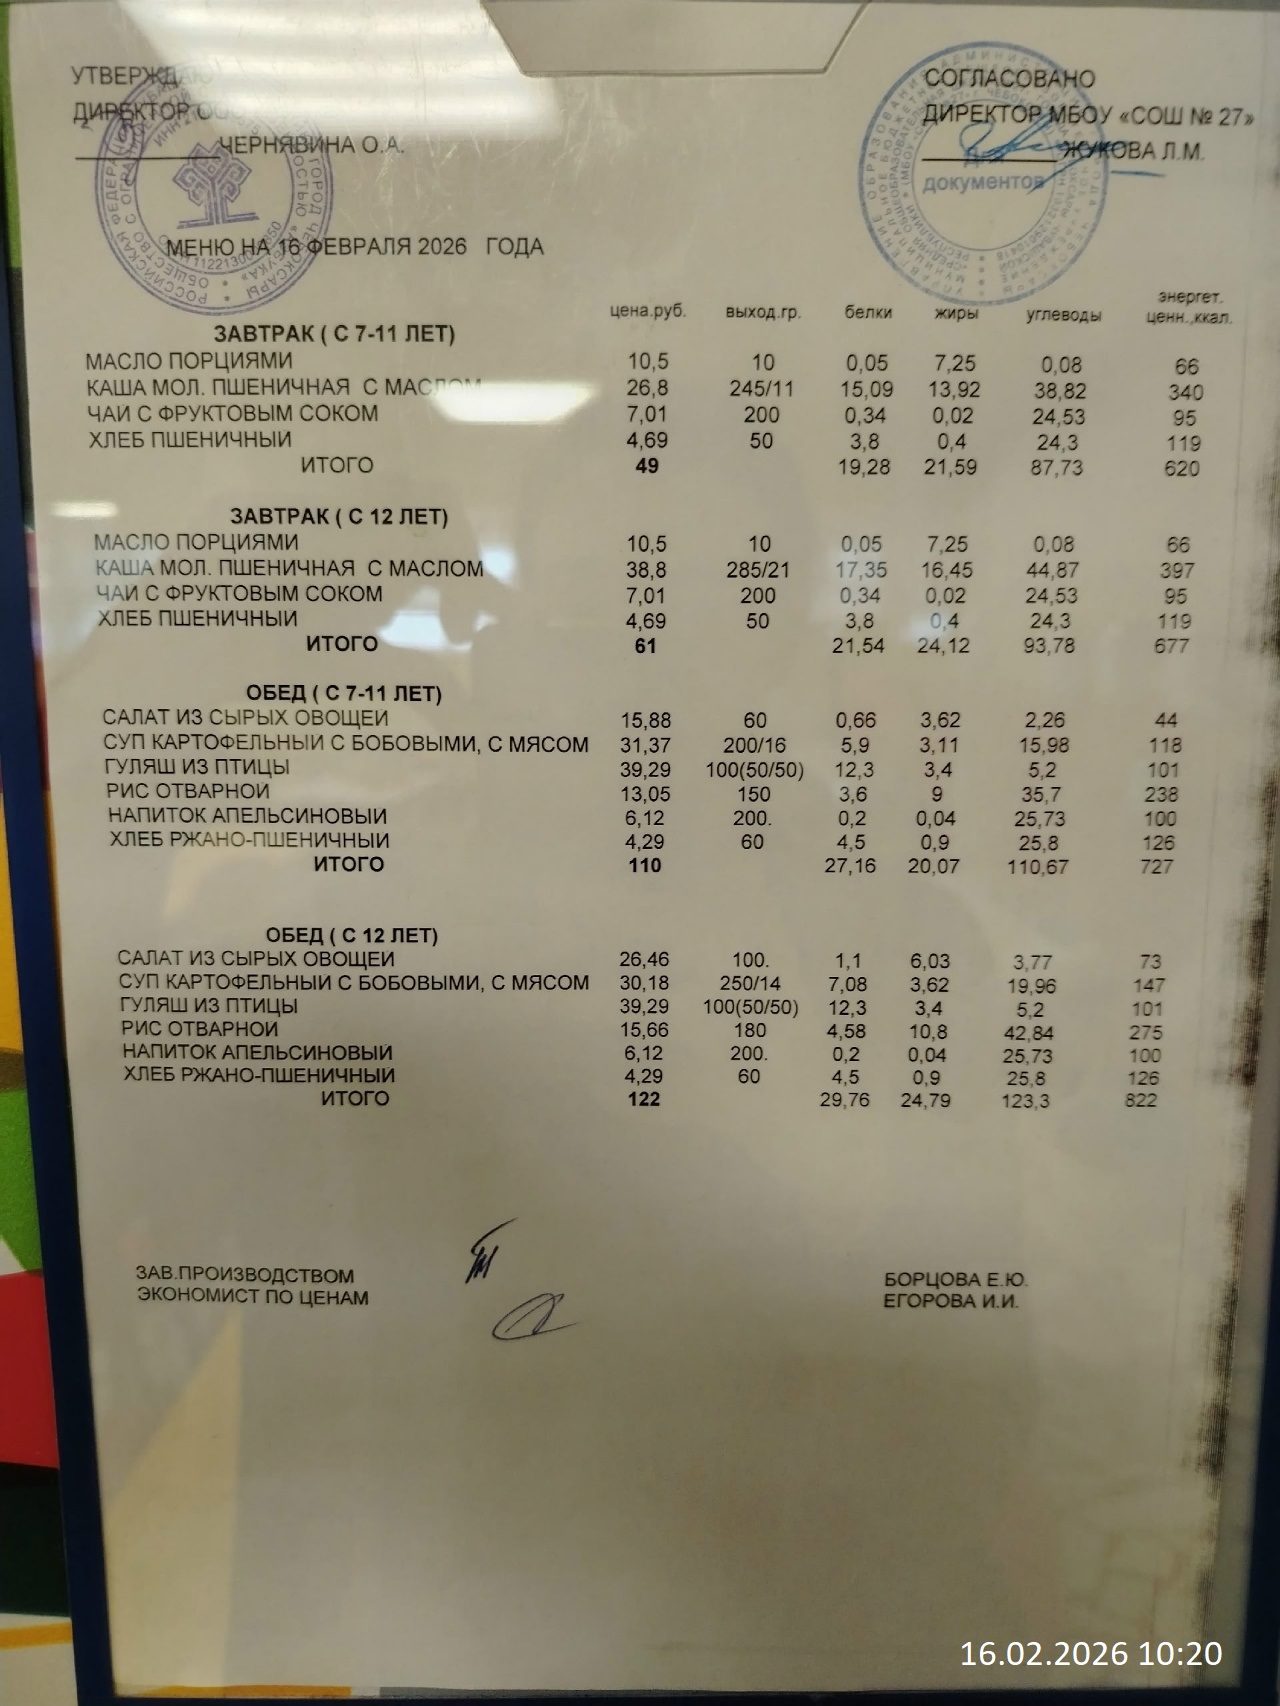 УТВЕРЖДАЮ
ДИРЕКТОР ООО
ЧЕРНЯВИНА О.А.
СОГЛАСОВАНО
ДИРЕКТОР МБОУ «СОШ № 27»
ЖУКОВА Л.М.
ДЛЯ
документов
МЕНЮ НА 16 ФЕВРАЛЯ 2026 ГОДА
цена.руб. выход.гр. белки жиры углеводы энергет. ценн.,ккал.
ЗАВТРАК ( С 7-11 ЛЕТ)
МАСЛО ПОРЦИЯМИ 10,5 10 0,05 7,25 0,08 66
КАША МОЛ. ПШЕНИЧНАЯ С МАСЛОМ 26,8 245/11 15,09 13,92 38,82 340
ЧАЙ С ФРУКТОВЫМ СОКОМ 7,01 200 0,34 0,02 24,53 95
ХЛЕБ ПШЕНИЧНЫЙ 4,69 50 3,8 0,4 24,3 119
ИТОГО 49 19,28 21,59 87,73 620
ЗАВТРАК ( С 12 ЛЕТ)
МАСЛО ПОРЦИЯМИ 10,5 10 0,05 7,25 0,08 66
КАША МОЛ. ПШЕНИЧНАЯ С МАСЛОМ 38,8 285/21 17,35 16,45 44,87 397
ЧАЙ С ФРУКТОВЫМ СОКОМ 7,01 200 0,34 0,02 24,53 95
ХЛЕБ ПШЕНИЧНЫЙ 4,69 50 3,8 0,4 24,3 119
ИТОГО 61 21,54 24,12 93,78 677
ОБЕД ( С 7-11 ЛЕТ)
САЛАТ ИЗ СЫРЫХ ОВОЩЕЙ 15,88 60 0,66 3,62 2,26 44
СУП КАРТОФЕЛЬНЫЙ С БОБОВЫМИ, С МЯСОМ 31,37 200/16 5,9 3,11 15,98 118
ГУЛЯШ ИЗ ПТИЦЫ 39,29 100(50/50) 12,3 3,4 5,2 101
РИС ОТВАРНОЙ 13,05 150 3,6 9 35,7 238
НАПИТОК АПЕЛЬСИНОВЫЙ 6,12 200. 0,2 0,04 25,73 100
ХЛЕБ РЖАНО-ПШЕНИЧНЫЙ 4,29 60 4,5 0,9 25,8 126
ИТОГО 110 27,16 20,07 110,67 727
ОБЕД ( С 12 ЛЕТ)
САЛАТ ИЗ СЫРЫХ ОВОЩЕЙ 26,46 100. 1,1 6,03 3,77 73
СУП КАРТОФЕЛЬНЫЙ С БОБОВЫМИ, С МЯСОМ 30,18 250/14 7,08 3,62 19,96 147
ГУЛЯШ ИЗ ПТИЦЫ 39,29 100(50/50) 12,3 3,4 5,2 101
РИС ОТВАРНОЙ 15,66 180 4,58 10,8 42,84 275
НАПИТОК АПЕЛЬСИНОВЫЙ 6,12 200. 0,2 0,04 25,73 100
ХЛЕБ РЖАНО-ПШЕНИЧНЫЙ 4,29 60 4,5 0,9 25,8 126
ИТОГО 122 29,76 24,79 123,3 822
ЗАВ.ПРОИЗВОДСТВОМ БОРЦОВА Е.Ю.
ЭКОНОМИСТ ПО ЦЕНАМ ЕГОРОВА И.И.
16.02.2026 10:20